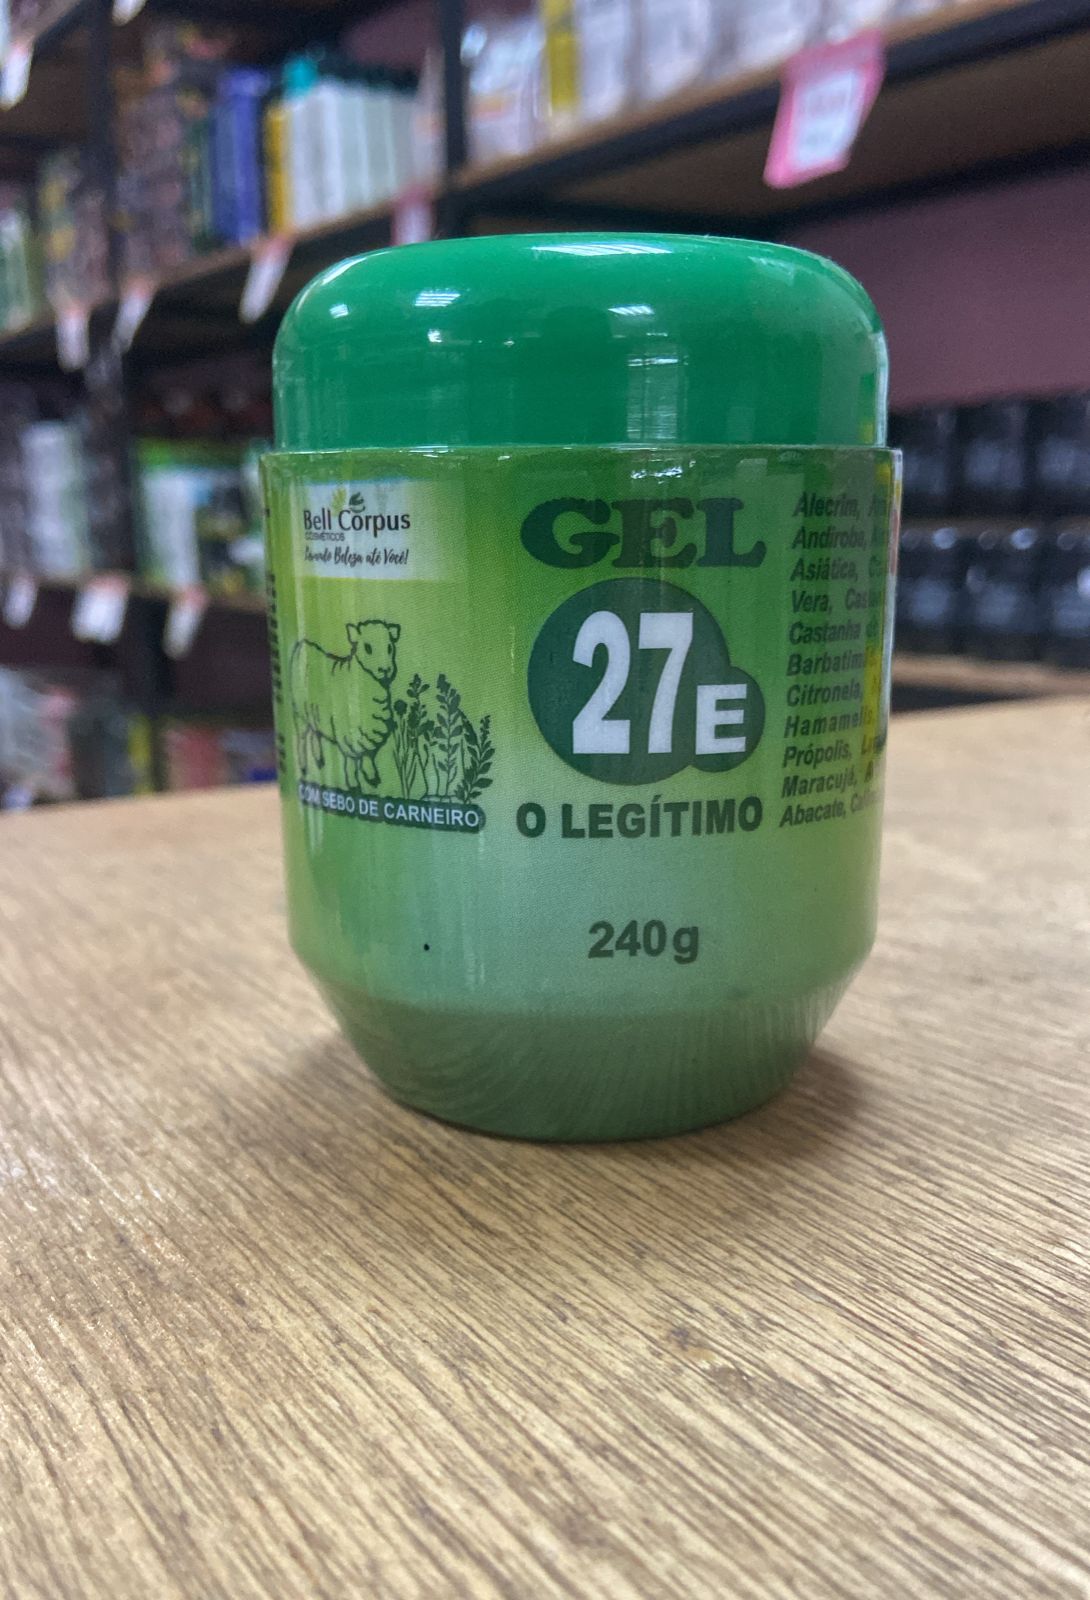 Bell Corpus
COSMÉTICOS
Levando Beleza até Você!
COM SEBO DE CARNEIRO
GEL
27E
O LEGÍTIMO
240g
Alecrim,
Andiroba,
Asiática,
Vera,
Castanha de
Citronela,
Hamamelis,
Própolis,
Maracujá,
Abacate,